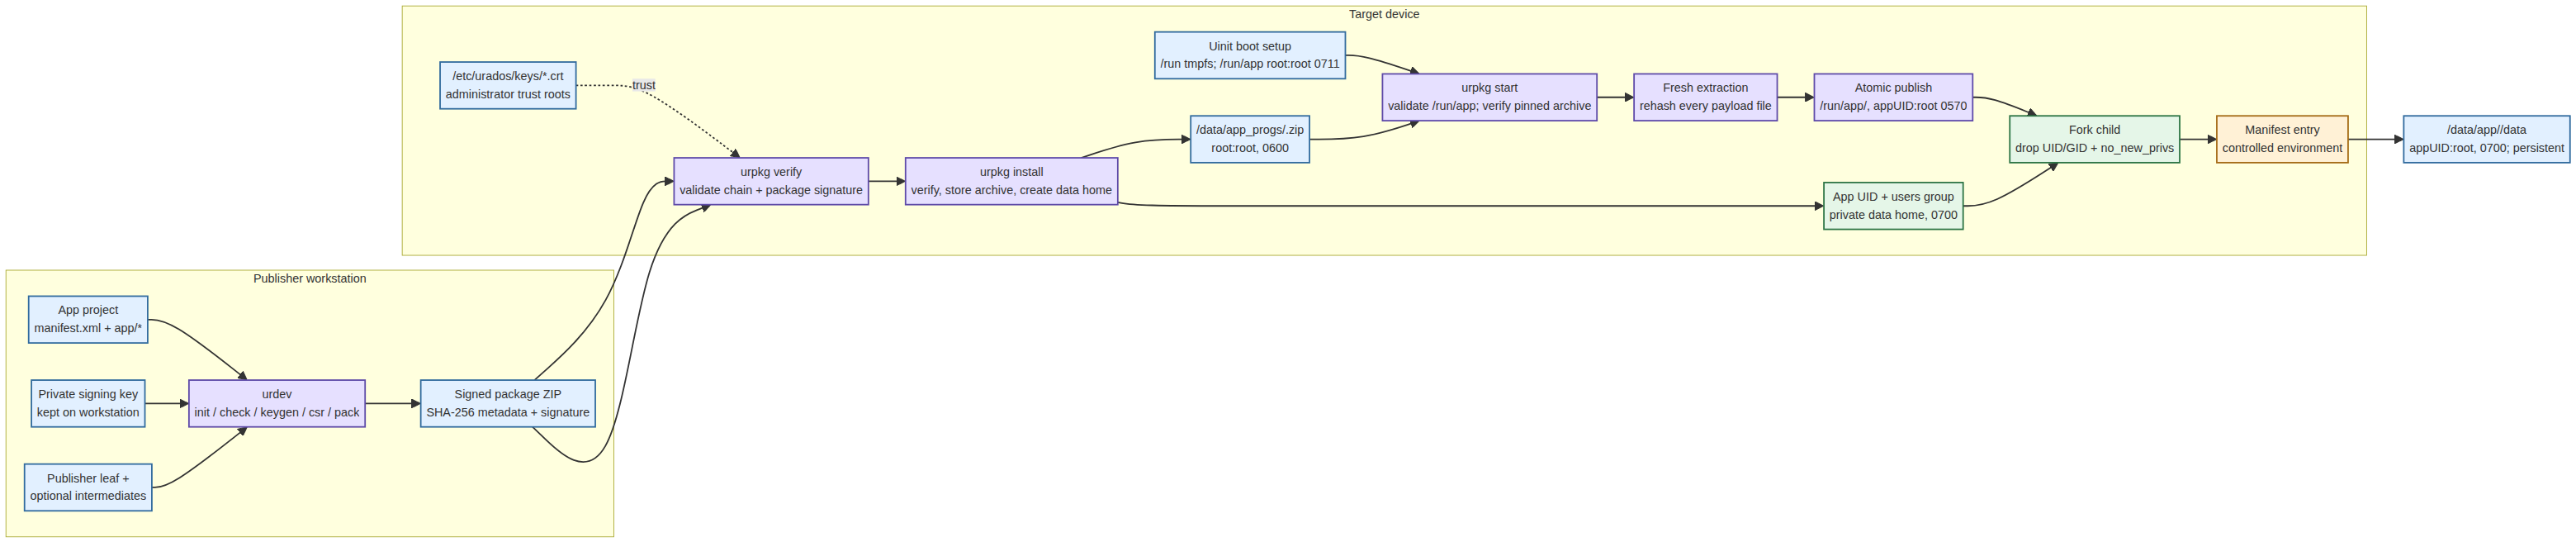 Target device
Uinit boot setup
/run tmpfs; /run/app root:root 0711
/etc/urados/keys/*.crt
administrator trust roots
trust
urpkg start
validate /run/app; verify pinned archive
Fresh extraction
rehash every payload file
Atomic publish
/run/app/, appUID:root 0570
/data/app_progs/.zip
root:root, 0600
Fork child
drop UID/GID + no_new_privs
Manifest entry
controlled environment
/data/app//data
appUID:root, 0700; persistent
urpkg verify
validate chain + package signature
urpkg install
verify, store archive, create data home
App UID + users group
private data home, 0700
Publisher workstation
App project
manifest.xml + app/*
Private signing key
kept on workstation
urdev
init / check / keygen / csr / pack
Signed package ZIP
SHA-256 metadata + signature
Publisher leaf +
optional intermediates